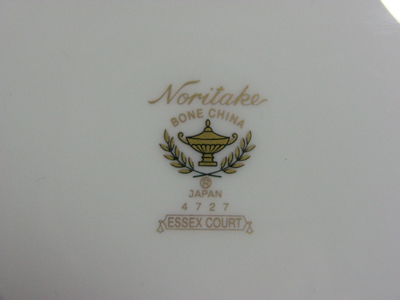 Noritake
BONE CHINA
®
JAPAN
4727
ESSEX COURT